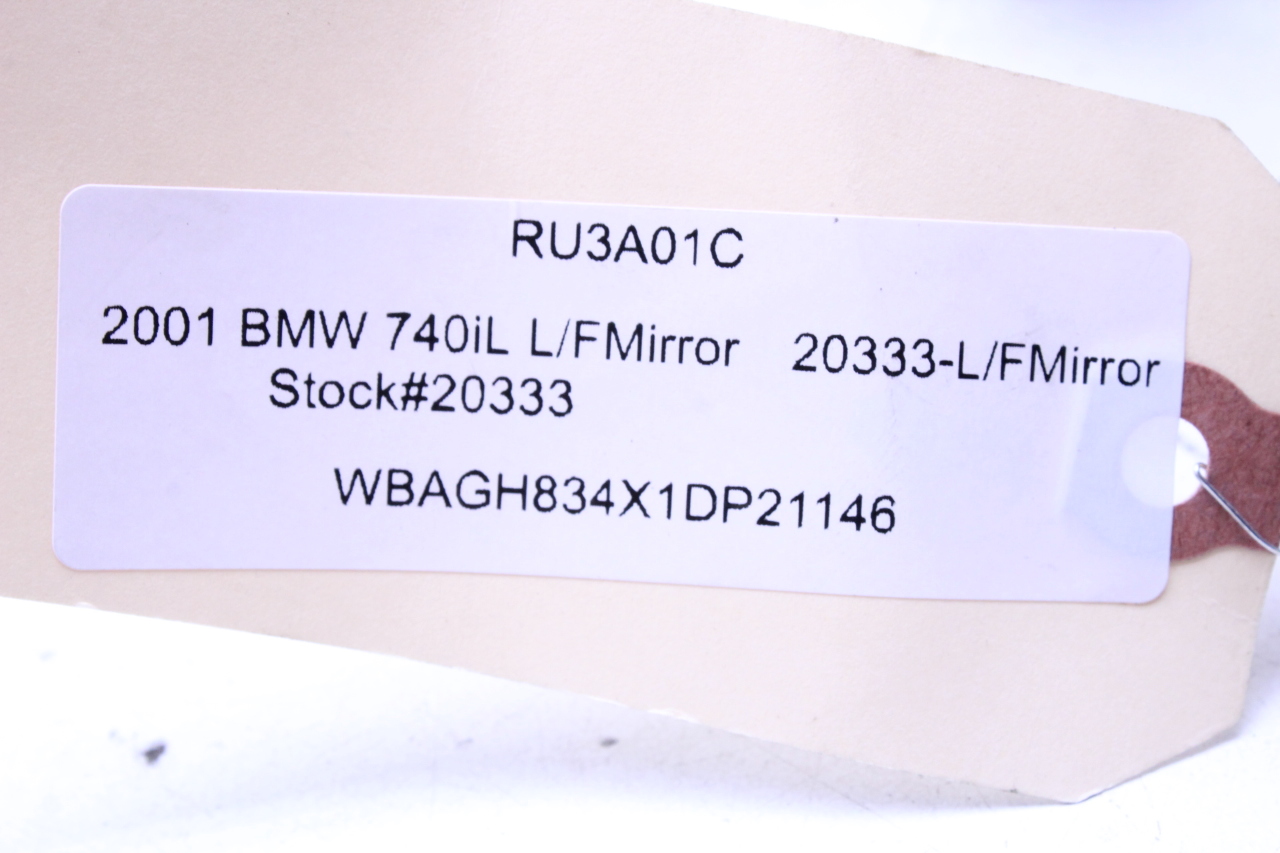 RU3A01C
2001 BMW 740iL L/FMirror 20333-L/FMirror
Stock#20333
WBAGH834X1DP21146